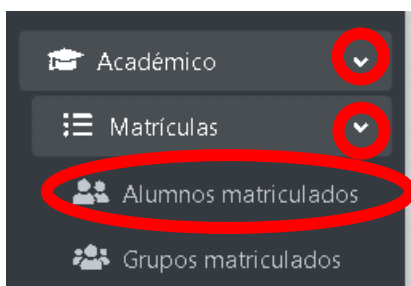 Académico
Matrículas
Alumnos matriculados
Grupos matriculados